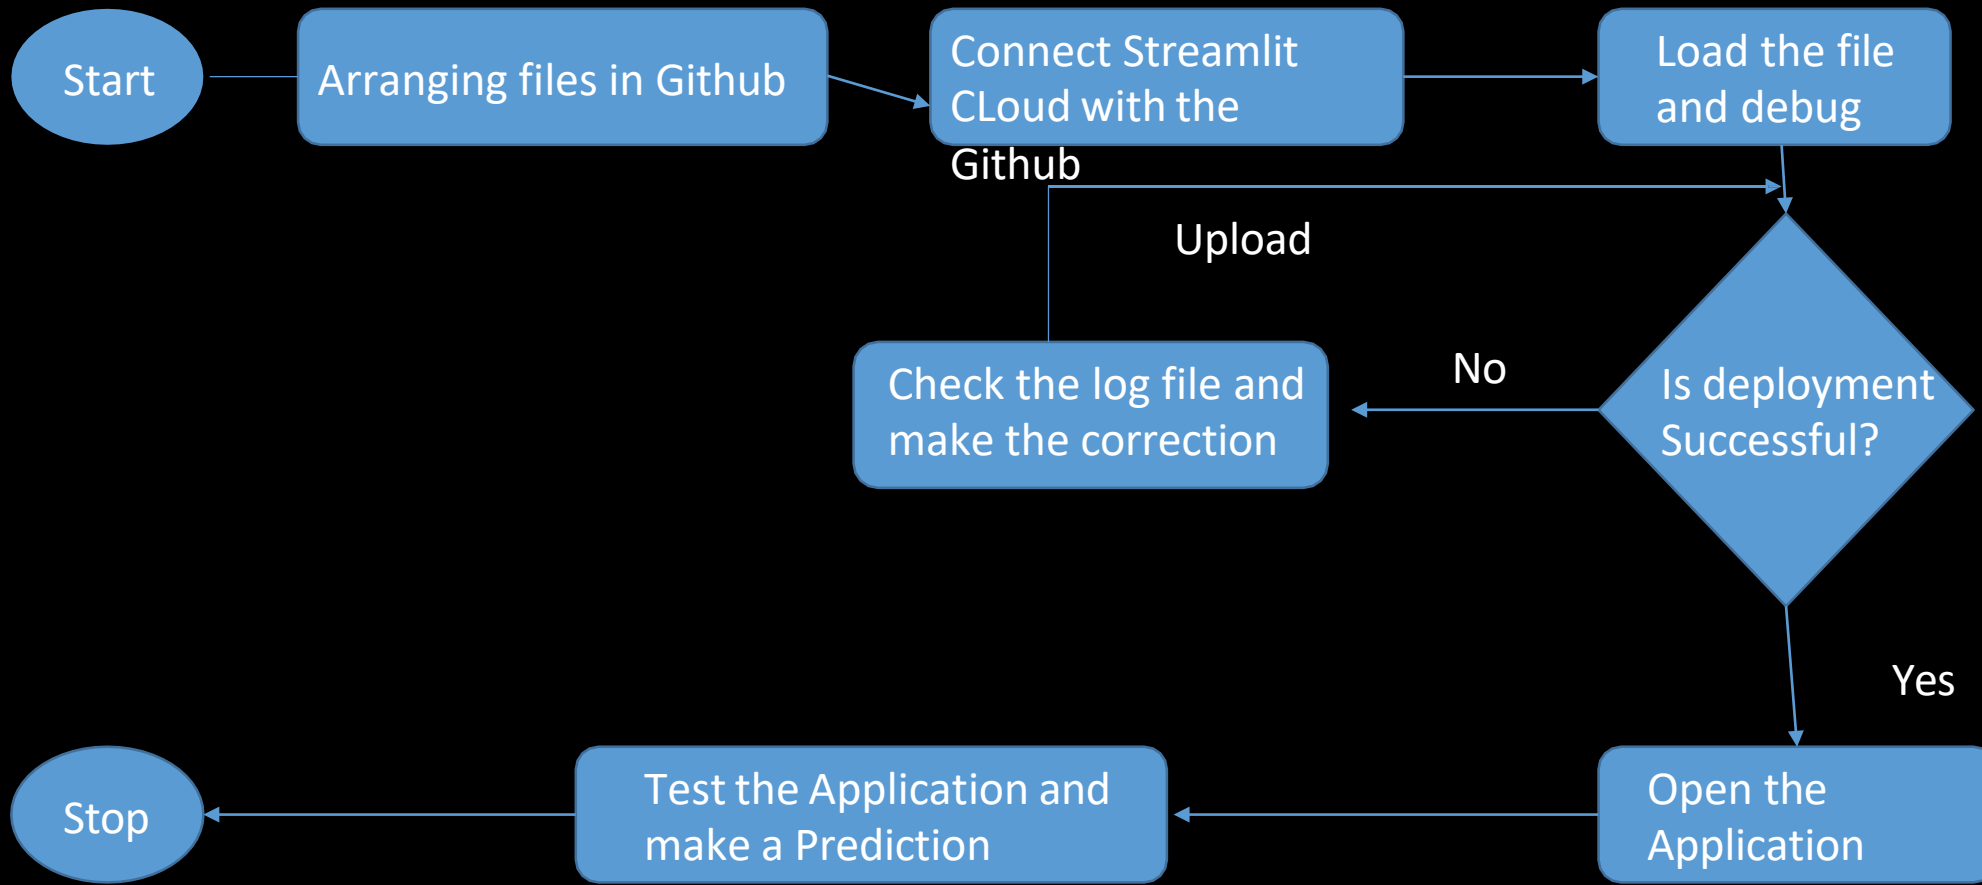 Start
Arranging files in Github
Connect Streamlit
CLoud with the
Github
Load the file
and debug
Upload
No
Check the log file and
make the correction
Is deployment
Successful?
Yes
Stop
Test the Application and
make a Prediction
Open the
Application